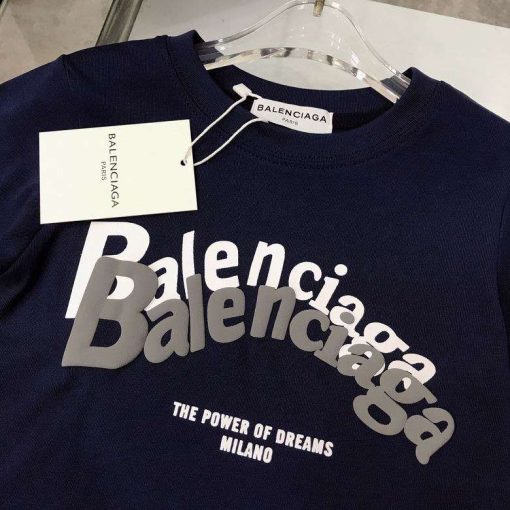 BALENCIAGA
PARIS
BALENCIAGA
PARIS
Balenciaga
Balenciaga
THE POWER OF DREAMS
MILANO